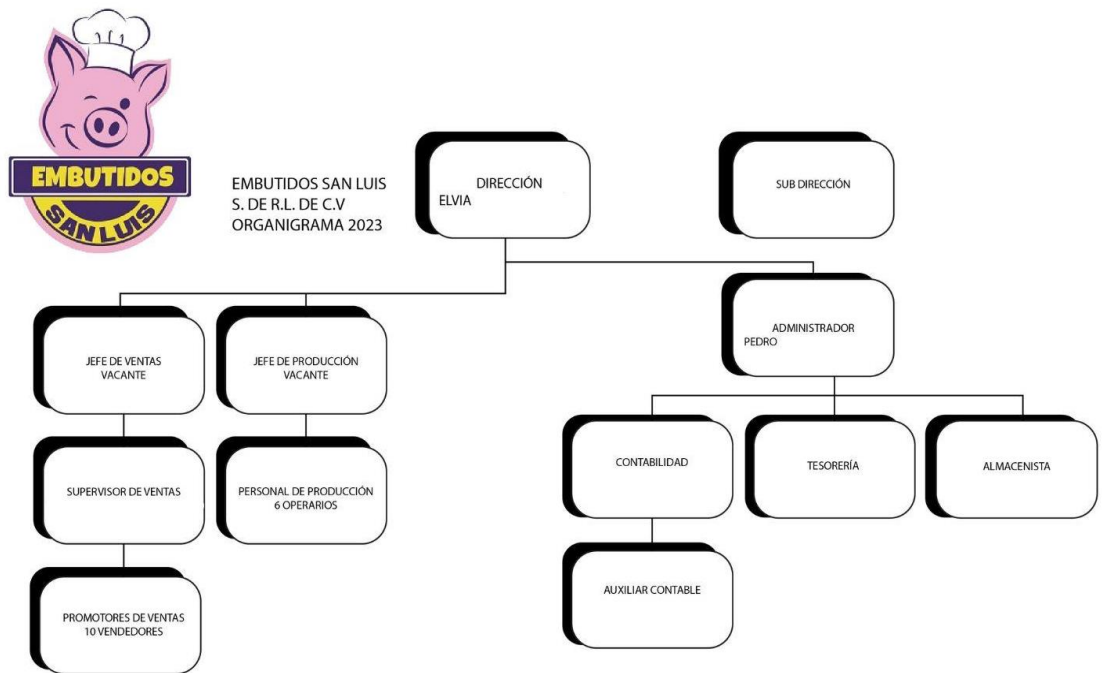 EMBUTIDOS
SAN LUIS
EMBUTIDOS SAN LUIS
S. DE R.L. DE C.V
ORGANIGRAMA 2023
DIRECCIÓN
ELVIA
SUB DIRECCIÓN
JEFE DE VENTAS
VACANTE
JEFE DE PRODUCCIÓN
VACANTE
ADMINISTRADOR
PEDRO
SUPERVISOR DE VENTAS
PERSONAL DE PRODUCCIÓN
6 OPERARIOS
CONTABILIDAD
TESORERÍA
ALMACENISTA
PROMOTORES DE VENTAS
10 VENDEDORES
AUXILIAR CONTABLE